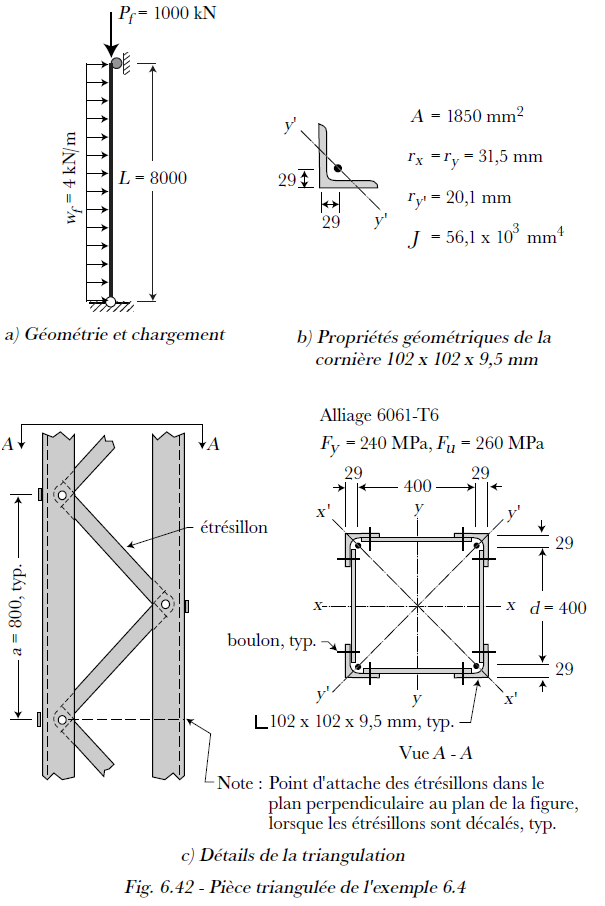 P_f = 1000 kN
w_f = 4 kN/m
L = 8000
a) Géométrie et chargement
y'
29
29
y'
A = 1850 mm²
r_x = r_y = 31,5 mm
r_y' = 20,1 mm
J = 56,1 x 10³ mm⁴
b) Propriétés géométriques de la
cornière 102 x 102 x 9,5 mm
A
A
étrésillon
a = 800, typ.
Alliage 6061-T6
F_y = 240 MPa, F_u = 260 MPa
29
400
29
x'
y
y'
29
x
x
d = 400
boulon, typ.
29
y'
y
x'
L 102 x 102 x 9,5 mm, typ.
Vue A - A
Note : Point d'attache des étrésillons dans le
plan perpendiculaire au plan de la figure,
lorsque les étrésillons sont décalés, typ.
c) Détails de la triangulation
Fig. 6.42 - Pièce triangulée de l'exemple 6.4